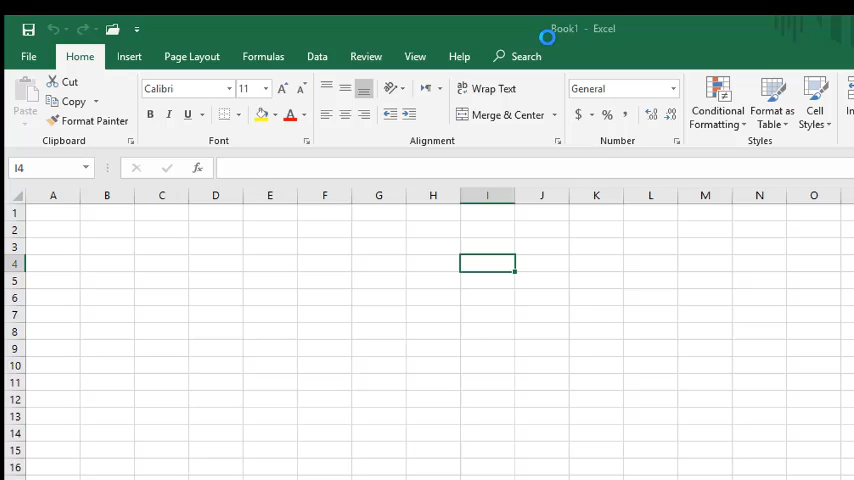 Book1 - Excel
File Home Insert Page Layout Formulas Data Review View Help Search
Paste
Cut
Copy
Format Painter
Clipboard
Calibri 11
B I U
Font
Wrap Text
Merge & Center
Alignment
General
$ % ,
Number
Conditional Formatting
Format as Table
Cell Styles
Styles
I4
fx
A B C D E F G H I J K L M N O
1
2
3
4
5
6
7
8
9
10
11
12
13
14
15
16